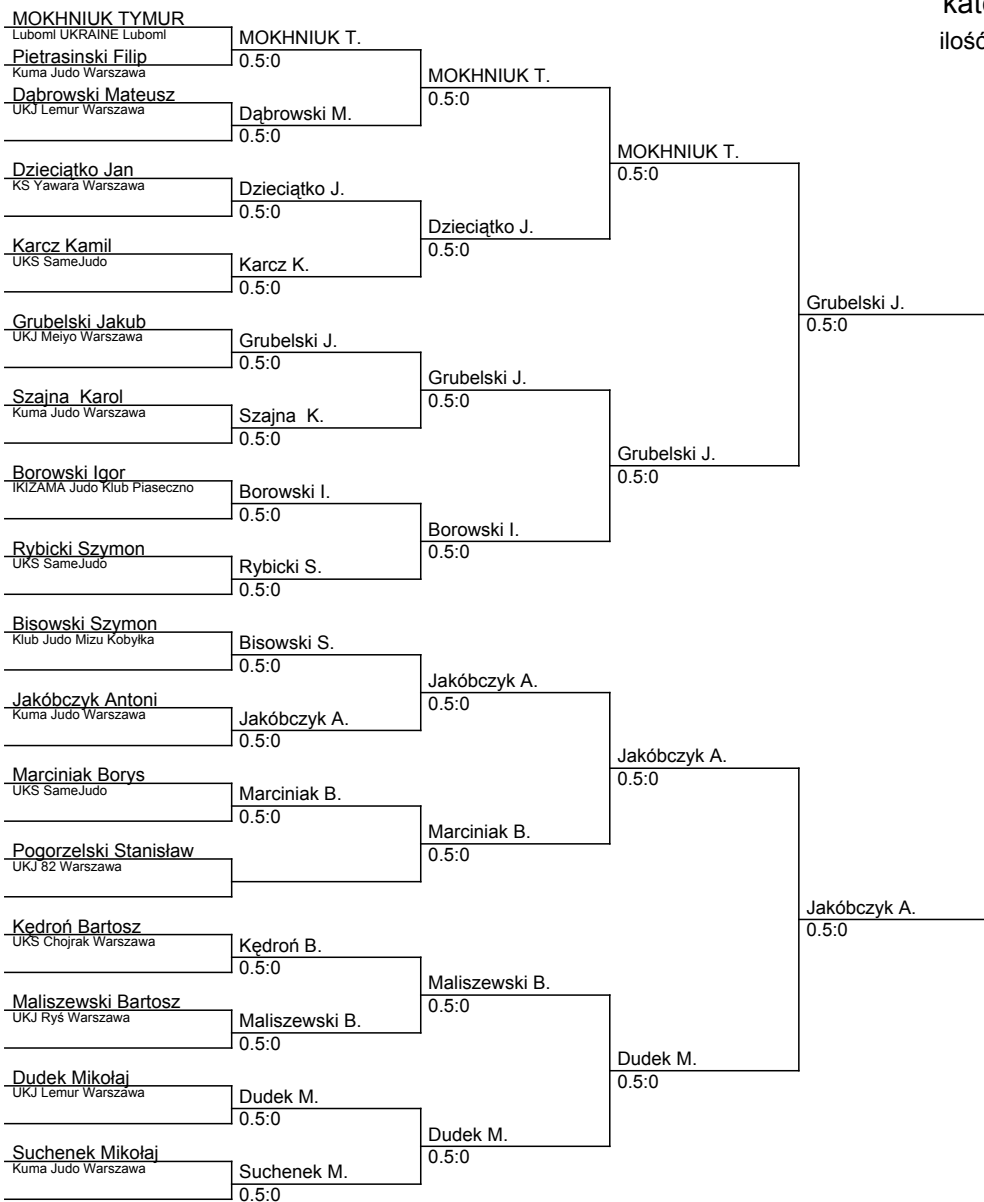 kate
ilość
MOKHNIUK TYMUR
Luboml UKRAINE Luboml
Pietrasinski Filip
Kuma Judo Warszawa
Dąbrowski Mateusz
UKJ Lemur Warszawa
Dzieciątko Jan
KS Yawara Warszawa
Karcz Kamil
UKS SameJudo
Grubelski Jakub
UKJ Meiyo Warszawa
Szajna  Karol
Kuma Judo Warszawa
Borowski Igor
IKIZAMA Judo Klub Piaseczno
Rybicki Szymon
UKS SameJudo
Bisowski Szymon
Klub Judo Mizu Kobyłka
Jakóbczyk Antoni
Kuma Judo Warszawa
Marciniak Borys
UKS SameJudo
Pogorzelski Stanisław
UKJ 82 Warszawa
Kędroń Bartosz
UKS Chojrak Warszawa
Maliszewski Bartosz
UKJ Ryś Warszawa
Dudek Mikołaj
UKJ Lemur Warszawa
Suchenek Mikołaj
Kuma Judo Warszawa
MOKHNIUK T.
0.5:0
Dąbrowski M.
0.5:0
Dzieciątko J.
0.5:0
Karcz K.
0.5:0
Grubelski J.
0.5:0
Szajna  K.
0.5:0
Borowski I.
0.5:0
Rybicki S.
0.5:0
Bisowski S.
0.5:0
Jakóbczyk A.
0.5:0
Marciniak B.
0.5:0
Kędroń B.
0.5:0
Maliszewski B.
0.5:0
Dudek M.
0.5:0
Suchenek M.
0.5:0
MOKHNIUK T.
0.5:0
Dzieciątko J.
0.5:0
Grubelski J.
0.5:0
Borowski I.
0.5:0
Jakóbczyk A.
0.5:0
Marciniak B.
0.5:0
Maliszewski B.
0.5:0
Dudek M.
0.5:0
MOKHNIUK T.
0.5:0
Grubelski J.
0.5:0
Jakóbczyk A.
0.5:0
Dudek M.
0.5:0
Grubelski J.
0.5:0
Jakóbczyk A.
0.5:0